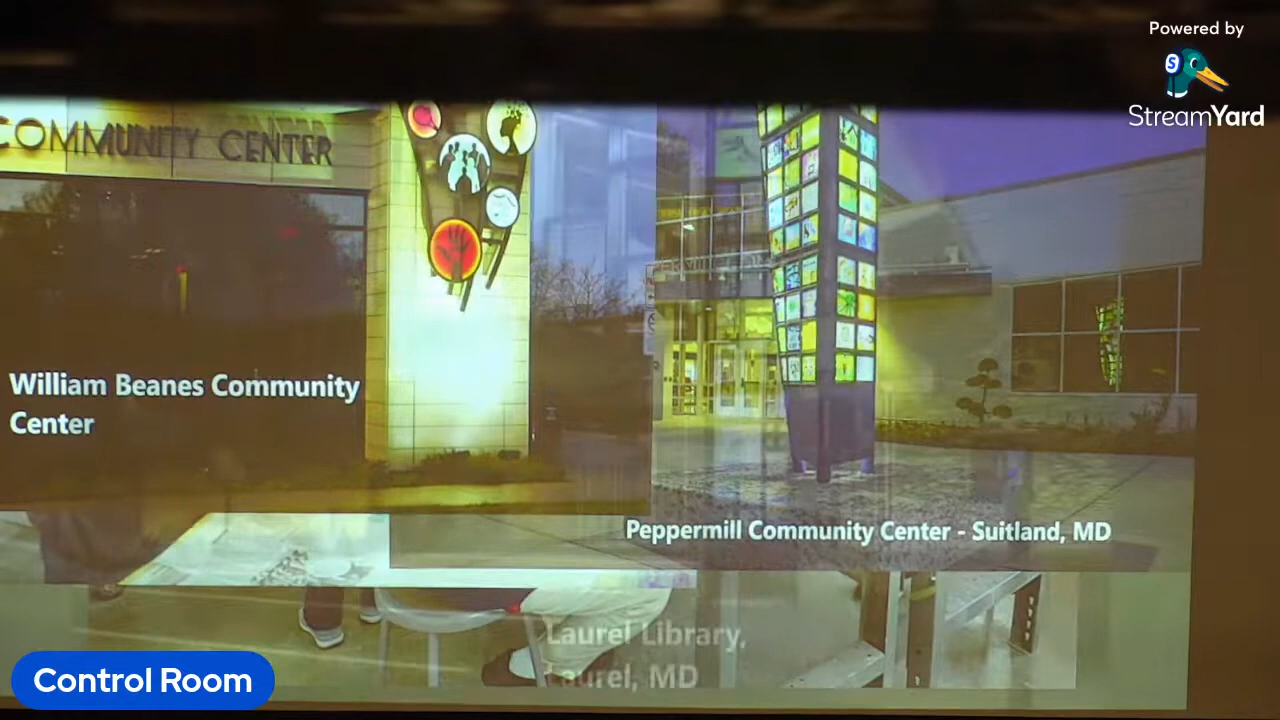 Powered by
StreamYard
COMMUNITY CENTER
William Beanes Community
Center
Peppermill Community Center - Suitland, MD
Laurel Library,
Laurel, MD
Control Room